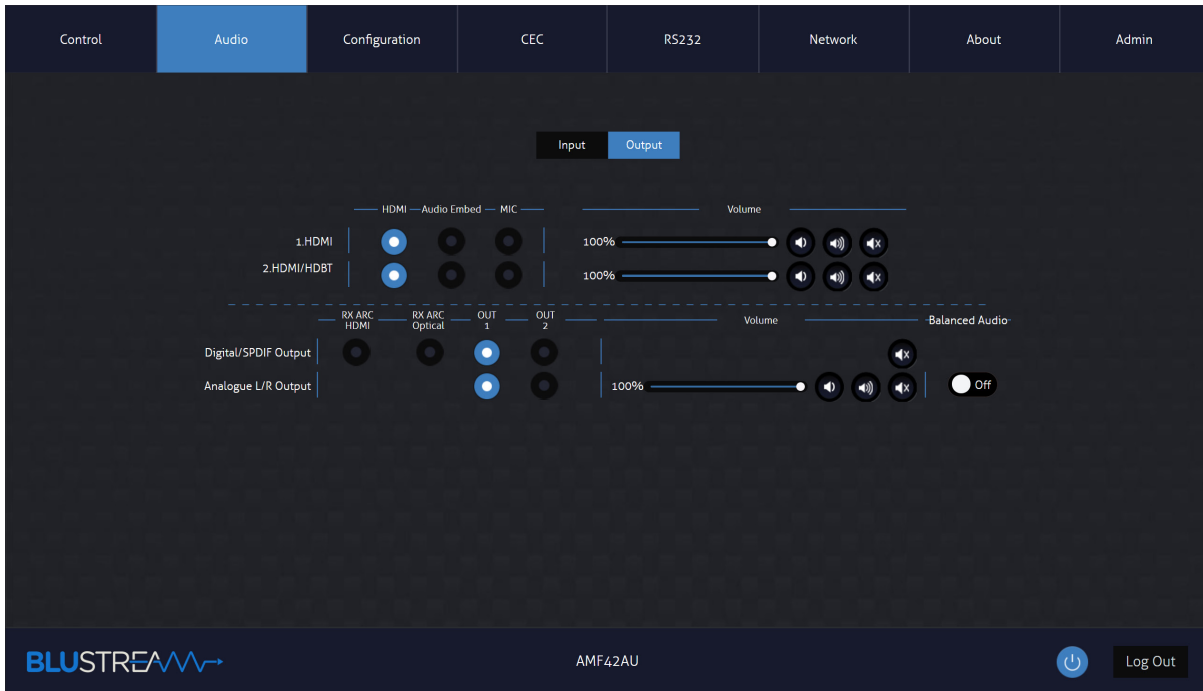 Control Audio Configuration CEC RS232 Network About Admin
Input Output
HDMI Audio Embed MIC Volume
1.HDMI 100%
2.HDMI/HDBT 100%
RX ARC HDMI RX ARC Optical OUT 1 OUT 2 Volume Balanced Audio
Digital/SPDIF Output
Analogue L/R Output 100% Off
BLUSTREAM AMF42AU Log Out